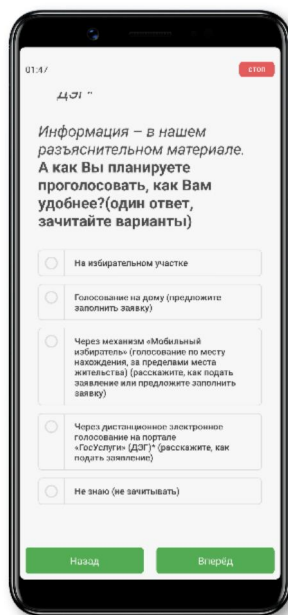 01:47
СТОП
ДЭГ"
Информация – в нашем
разъяснительном материале.
А как Вы планируете
проголосовать, как Вам
удобнее?(один ответ,
зачитайте варианты)
На избирательном участке
Голосование на дому (предложите
заполнить заявку)
Через механизм «Мобильный
избиратель» (голосование по месту
нахождения, за пределами места
жительства) (расскажите, как подать
заявление или предложите заполнить
заявку)
Через дистанционное электронное
голосование на портале
«ГосУслуги» (ДЭГ)* (расскажите, как
подать заявление)
Не знаю (не зачитывать)
Назад
Вперёд